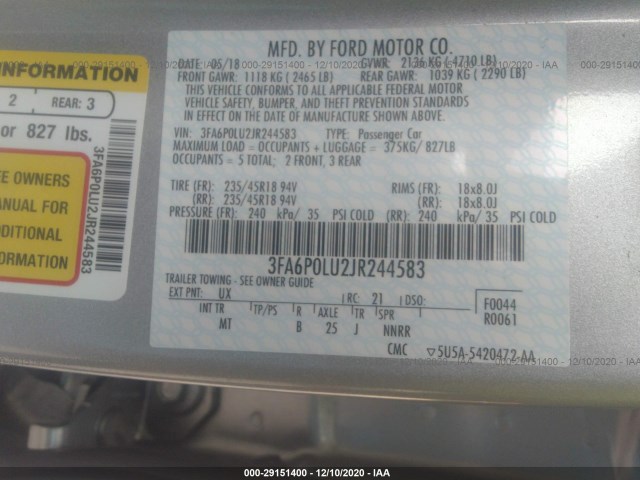 MFD. BY FORD MOTOR CO.
DATE: 05/18 GVWR: 2136 KG (4710 LB)
FRONT GAWR: 1118 KG (2465 LB) REAR GAWR: 1039 KG (2290 LB)
THIS VEHICLE CONFORMS TO ALL APPLICABLE FEDERAL MOTOR
VEHICLE SAFETY, BUMPER, AND THEFT PREVENTION STANDARDS
IN EFFECT ON THE DATE OF MANUFACTURE SHOWN ABOVE.
VIN: 3FA6P0LU2JR244583 TYPE: Passenger Car
MAXIMUM LOAD = OCCUPANTS + LUGGAGE = 375KG/ 827LB
OCCUPANTS = 5 TOTAL; 2 FRONT, 3 REAR
TIRE (FR): 235/45R18 94V RIMS (FR): 18x8.0J
(RR): 235/45R18 94V (RR): 18x8.0J
PRESSURE (FR): 240 kPa/ 35 PSI COLD (RR): 240 kPa/ 35 PSI COLD
3FA6P0LU2JR244583
TRAILER TOWING - SEE OWNER GUIDE
EXT PNT: UX RC: 21 DSO:
INT TR TP/PS R AXLE TR SPR
MT B 25 J NNRR
F0044
R0061
CMC 5U5A-5420472-AA
INFORMATION
2 REAR: 3
or 827 lbs.
EE OWNERS
ANUAL FOR
DDITIONAL
FORMATION
3FA6P0LU2JR244583
000-29151400 - 12/10/2020 - IAA